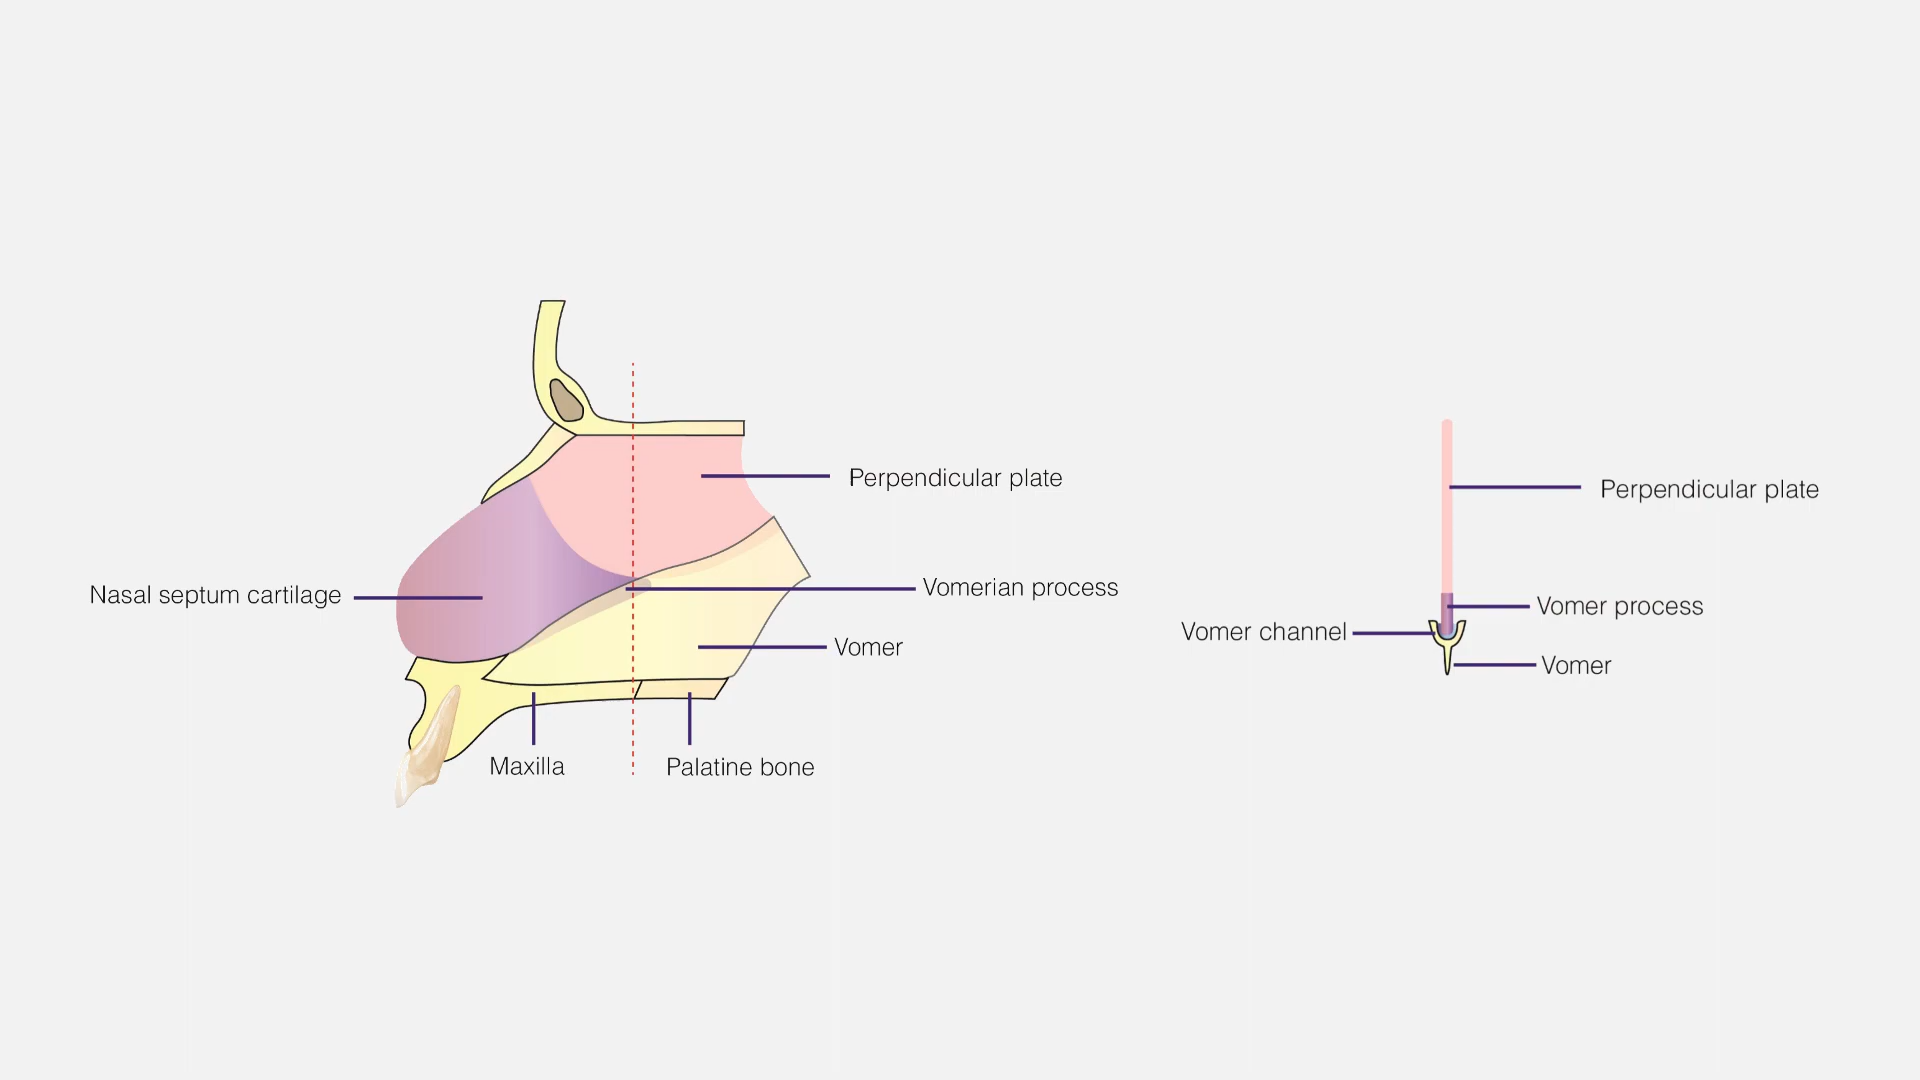 Perpendicular plate
Nasal septum cartilage
Vomerian process
Vomer
Maxilla
Palatine bone
Perpendicular plate
Vomer process
Vomer channel
Vomer